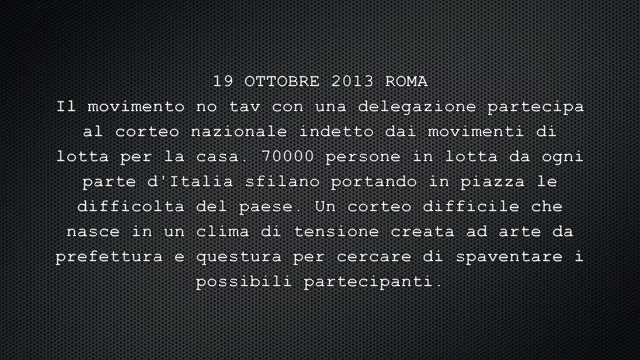 19 OTTOBRE 2013 ROMA
Il movimento no tav con una delegazione partecipa
al corteo nazionale indetto dai movimenti di
lotta per la casa. 70000 persone in lotta da ogni
parte d'Italia sfilano portando in piazza le
difficoltà del paese. Un corteo difficile che
nasce in un clima di tensione creata ad arte da
prefettura e questura per cercare di spaventare i
possibili partecipanti.